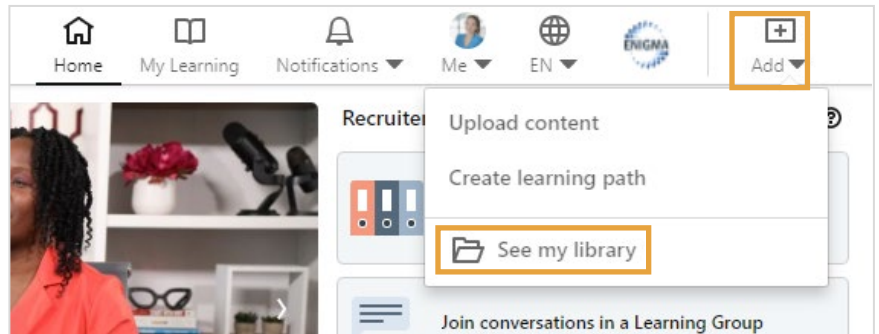 Home
My Learning
Notifications
Me
EN
ENIGMA
Add
Recruiter
Upload content
Create learning path
See my library
Join conversations in a Learning Group